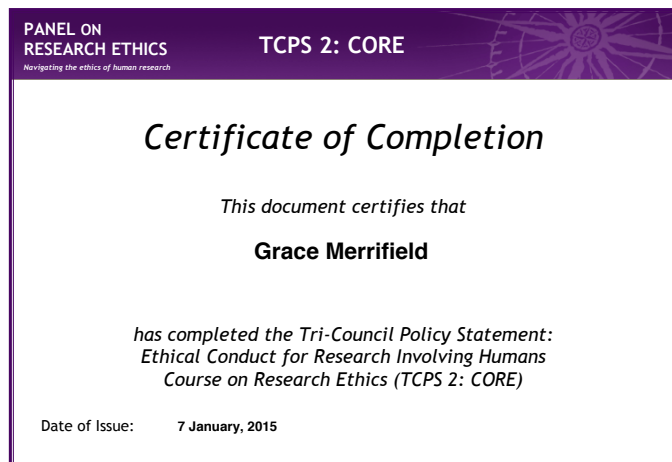 PANEL ON
RESEARCH ETHICS
Navigating the ethics of human research
TCPS 2: CORE
Certificate of Completion
This document certifies that
Grace Merrifield
has completed the Tri-Council Policy Statement:
Ethical Conduct for Research Involving Humans
Course on Research Ethics (TCPS 2: CORE)
Date of Issue: 7 January, 2015